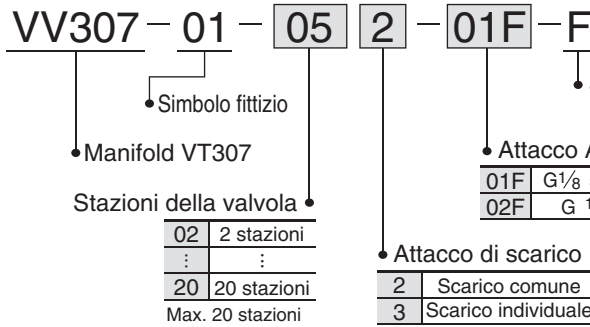 VV307 - 01 - 05 2 - 01F - F
Simbolo fittizio
Manifold VT307
Attacco A
01F G1/8
02F G 1
Stazioni della valvola
02 2 stazioni
⋮ ⋮
20 20 stazioni
Max. 20 stazioni
Attacco di scarico
2 Scarico comune
3 Scarico individuale